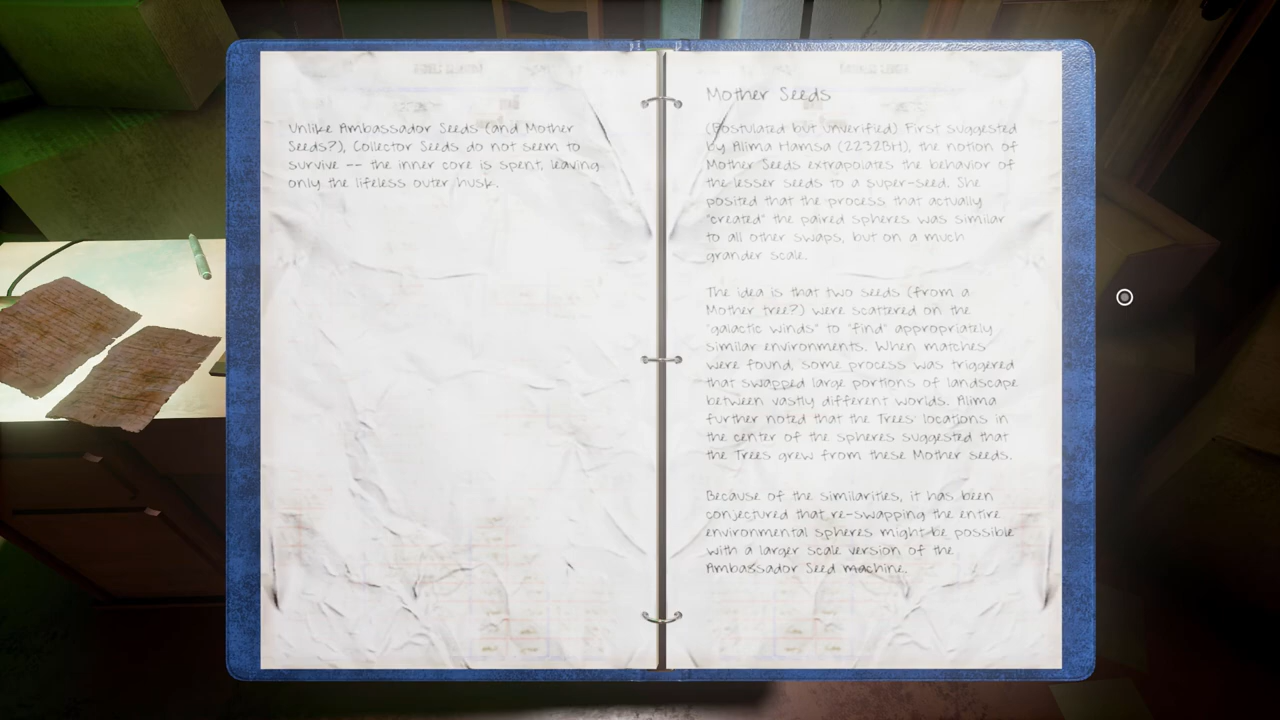 Unlike Ambassador Seeds (and Mother
Seeds?), Collector Seeds do not seem to
survive -- the inner core is spent, leaving
only the lifeless outer husk.
Mother Seeds
(Postulated but unverified) First suggested
by Alima Hamsa (2232BH), the notion of
Mother Seeds extrapolates the behavior of
the lesser seeds to a super-seed. She
posited that the process that actually
"created" the paired spheres was similar
to all other swaps, but on a much
grander scale.
The idea is that two seeds (from a
Mother tree?) were scattered on the
"galactic winds" to "find" appropriately
similar environments. When matches
were found, some process was triggered
that swapped large portions of landscape
between vastly different worlds. Alima
further noted that the Trees' locations in
the center of the spheres suggested that
the Trees grew from these Mother seeds.
Because of the similarities, it has been
conjectured that re-swapping the entire
environmental spheres might be possible
with a larger scale version of the
Ambassador Seed machine.